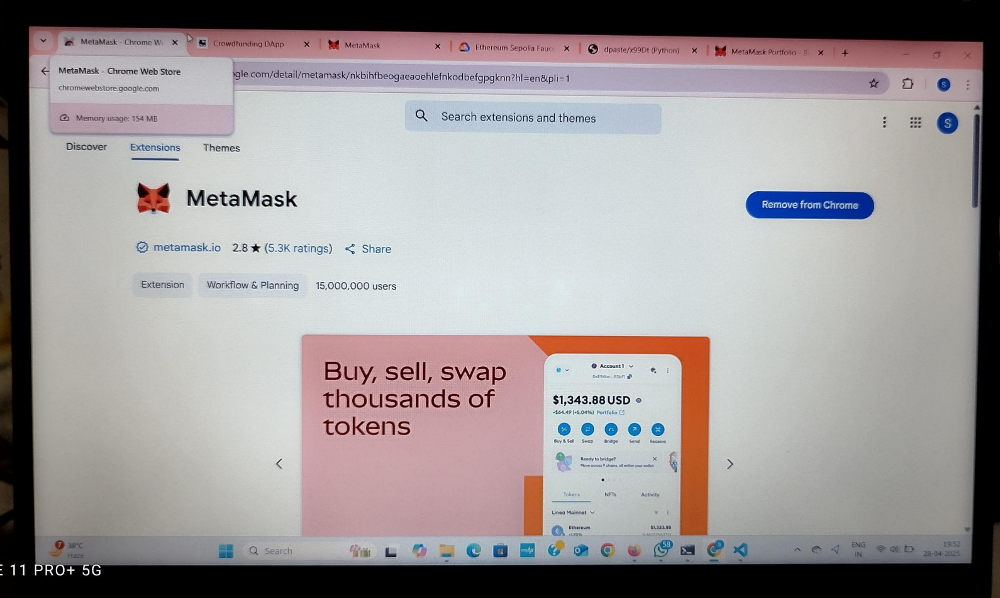 MetaMask - Chrome We
Crowdfunding DApp
MetaMask
Ethereum Sepolia Fauce
dpaste/x99Dt (Python)
MetaMask Portfolio - B
MetaMask - Chrome Web Store
chromewebstore.google.com
Memory usage: 154 MB
gle.com/detail/metamask/nkbihfbeogaeaoehlefnkodbefgpgknn?hl=en&pli=1
S
Search extensions and themes
S
Discover Extensions Themes
MetaMask
Remove from Chrome
metamask.io 2.8 ★ (5.3K ratings) Share
Extension Workflow & Planning 15,000,000 users
Buy, sell, swap
thousands of
tokens
Account 1
$1,343.88 USD
+$64.49 (+5.04%) Portfolio
Buy & Sell Swap Bridge Send Receive
Ready to bridge?
Move across 9 chains, all within your wallet
Tokens NFTs Activity
Linea Mainnet
Ethereum $1,323.88
7 38°C
Haze
Search
myhp
58
ENG
IN
19:52
28-04-2025
E 11 PRO+ 5G